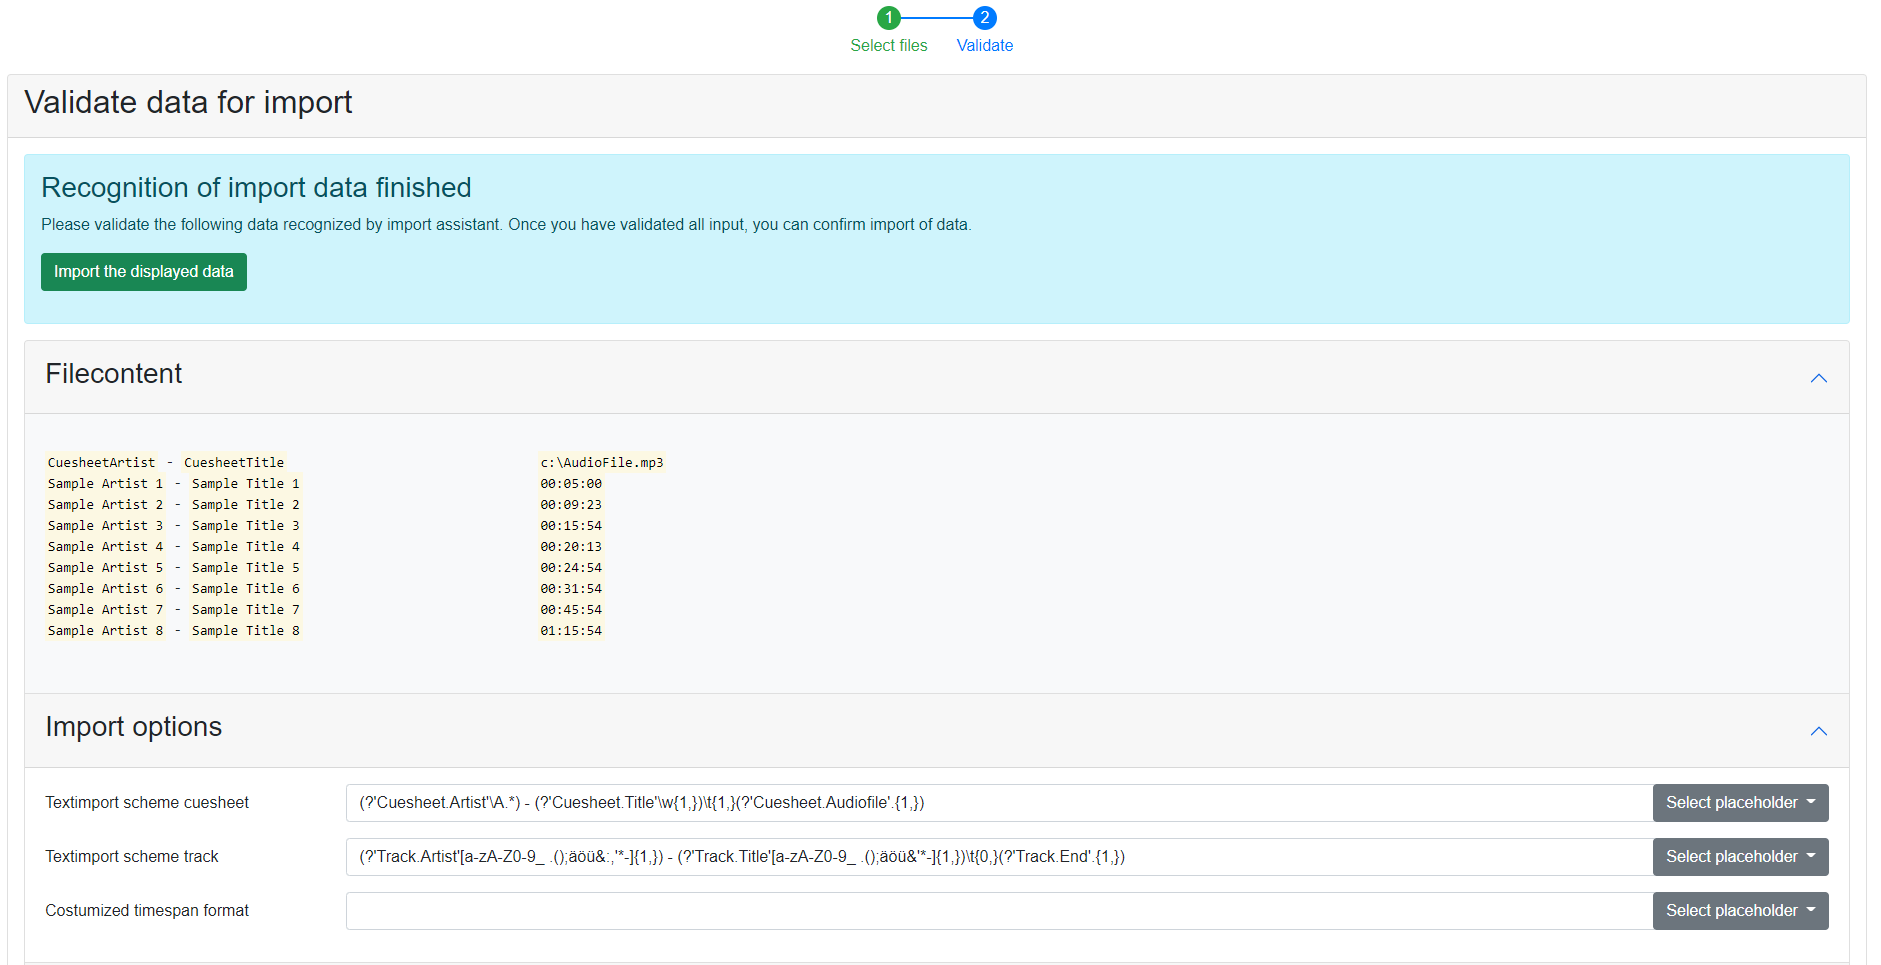 1 2
Select files Validate
Validate data for import
Recognition of import data finished
Please validate the following data recognized by import assistant. Once you have validated all input, you can confirm import of data.
Import the displayed data
Filecontent
CuesheetArtist - CuesheetTitle c:\AudioFile.mp3
Sample Artist 1 - Sample Title 1 00:05:00
Sample Artist 2 - Sample Title 2 00:09:23
Sample Artist 3 - Sample Title 3 00:15:54
Sample Artist 4 - Sample Title 4 00:20:13
Sample Artist 5 - Sample Title 5 00:24:54
Sample Artist 6 - Sample Title 6 00:31:54
Sample Artist 7 - Sample Title 7 00:45:54
Sample Artist 8 - Sample Title 8 01:15:54
Import options
Textimport scheme cuesheet (?'Cuesheet.Artist'\A.*) - (?'Cuesheet.Title'\w{1,})\t{1,}(?'Cuesheet.Audiofile'.{1,}) Select placeholder
Textimport scheme track (?'Track.Artist'[a-zA-Z0-9_ .();äöü&:,'*-]{1,}) - (?'Track.Title'[a-zA-Z0-9_ .();äöü&'*-]{1,})\t{0,}(?'Track.End'.{1,}) Select placeholder
Costumized timespan format Select placeholder